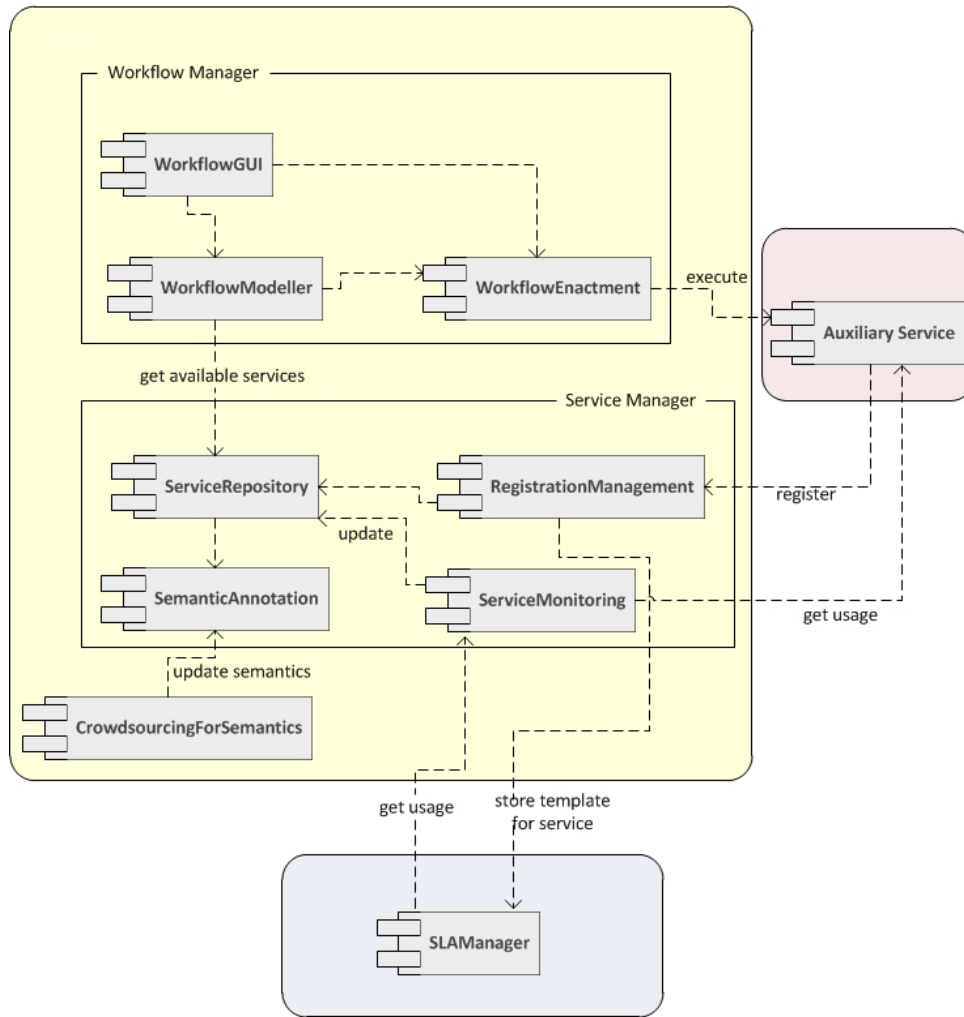 Workflow Manager
WorkflowGUI
WorkflowModeller
WorkflowEnactment
execute
Auxiliary Service
get available services
Service Manager
ServiceRepository
RegistrationManagement
register
update
SemanticAnnotation
ServiceMonitoring
get usage
update semantics
CrowdsourcingForSemantics
get usage
store template
for service
SLAManager